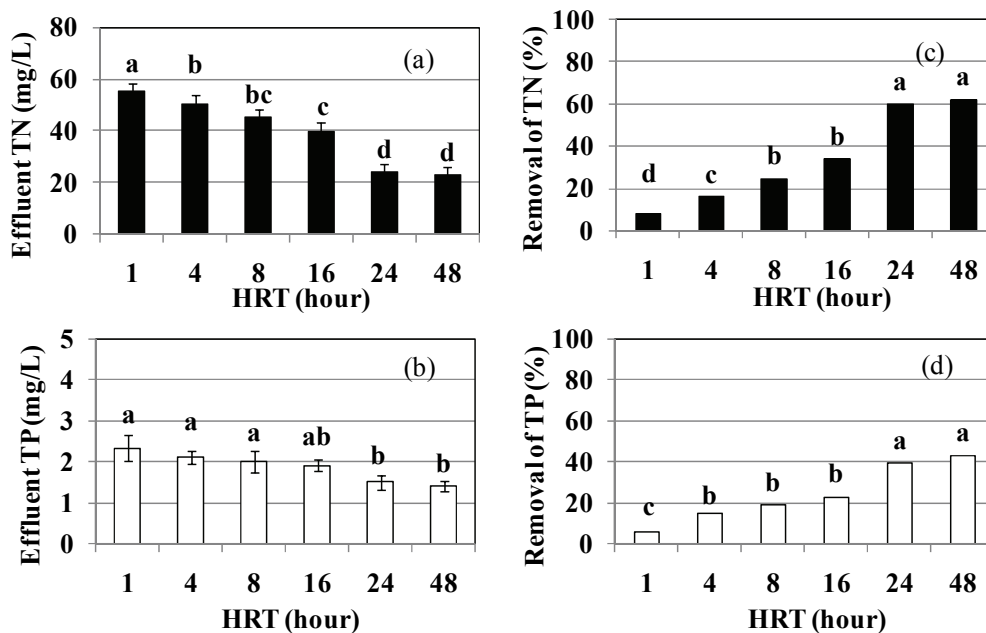 Effluent TN (mg/L)
80
60
40
20
0
(a)
a
b
bc
c
d
d
1 4 8 16 24 48
HRT (hour)
Removal of TN (%)
100
80
60
40
20
0
(c)
d
c
b
b
a
a
1 4 8 16 24 48
HRT (hour)
Effluent TP (mg/L)
5
4
3
2
1
0
(b)
a
a
a
ab
b
b
1 4 8 16 24 48
HRT (hour)
Removal of TP (%)
100
80
60
40
20
0
(d)
c
b
b
b
a
a
1 4 8 16 24 48
HRT (hour)